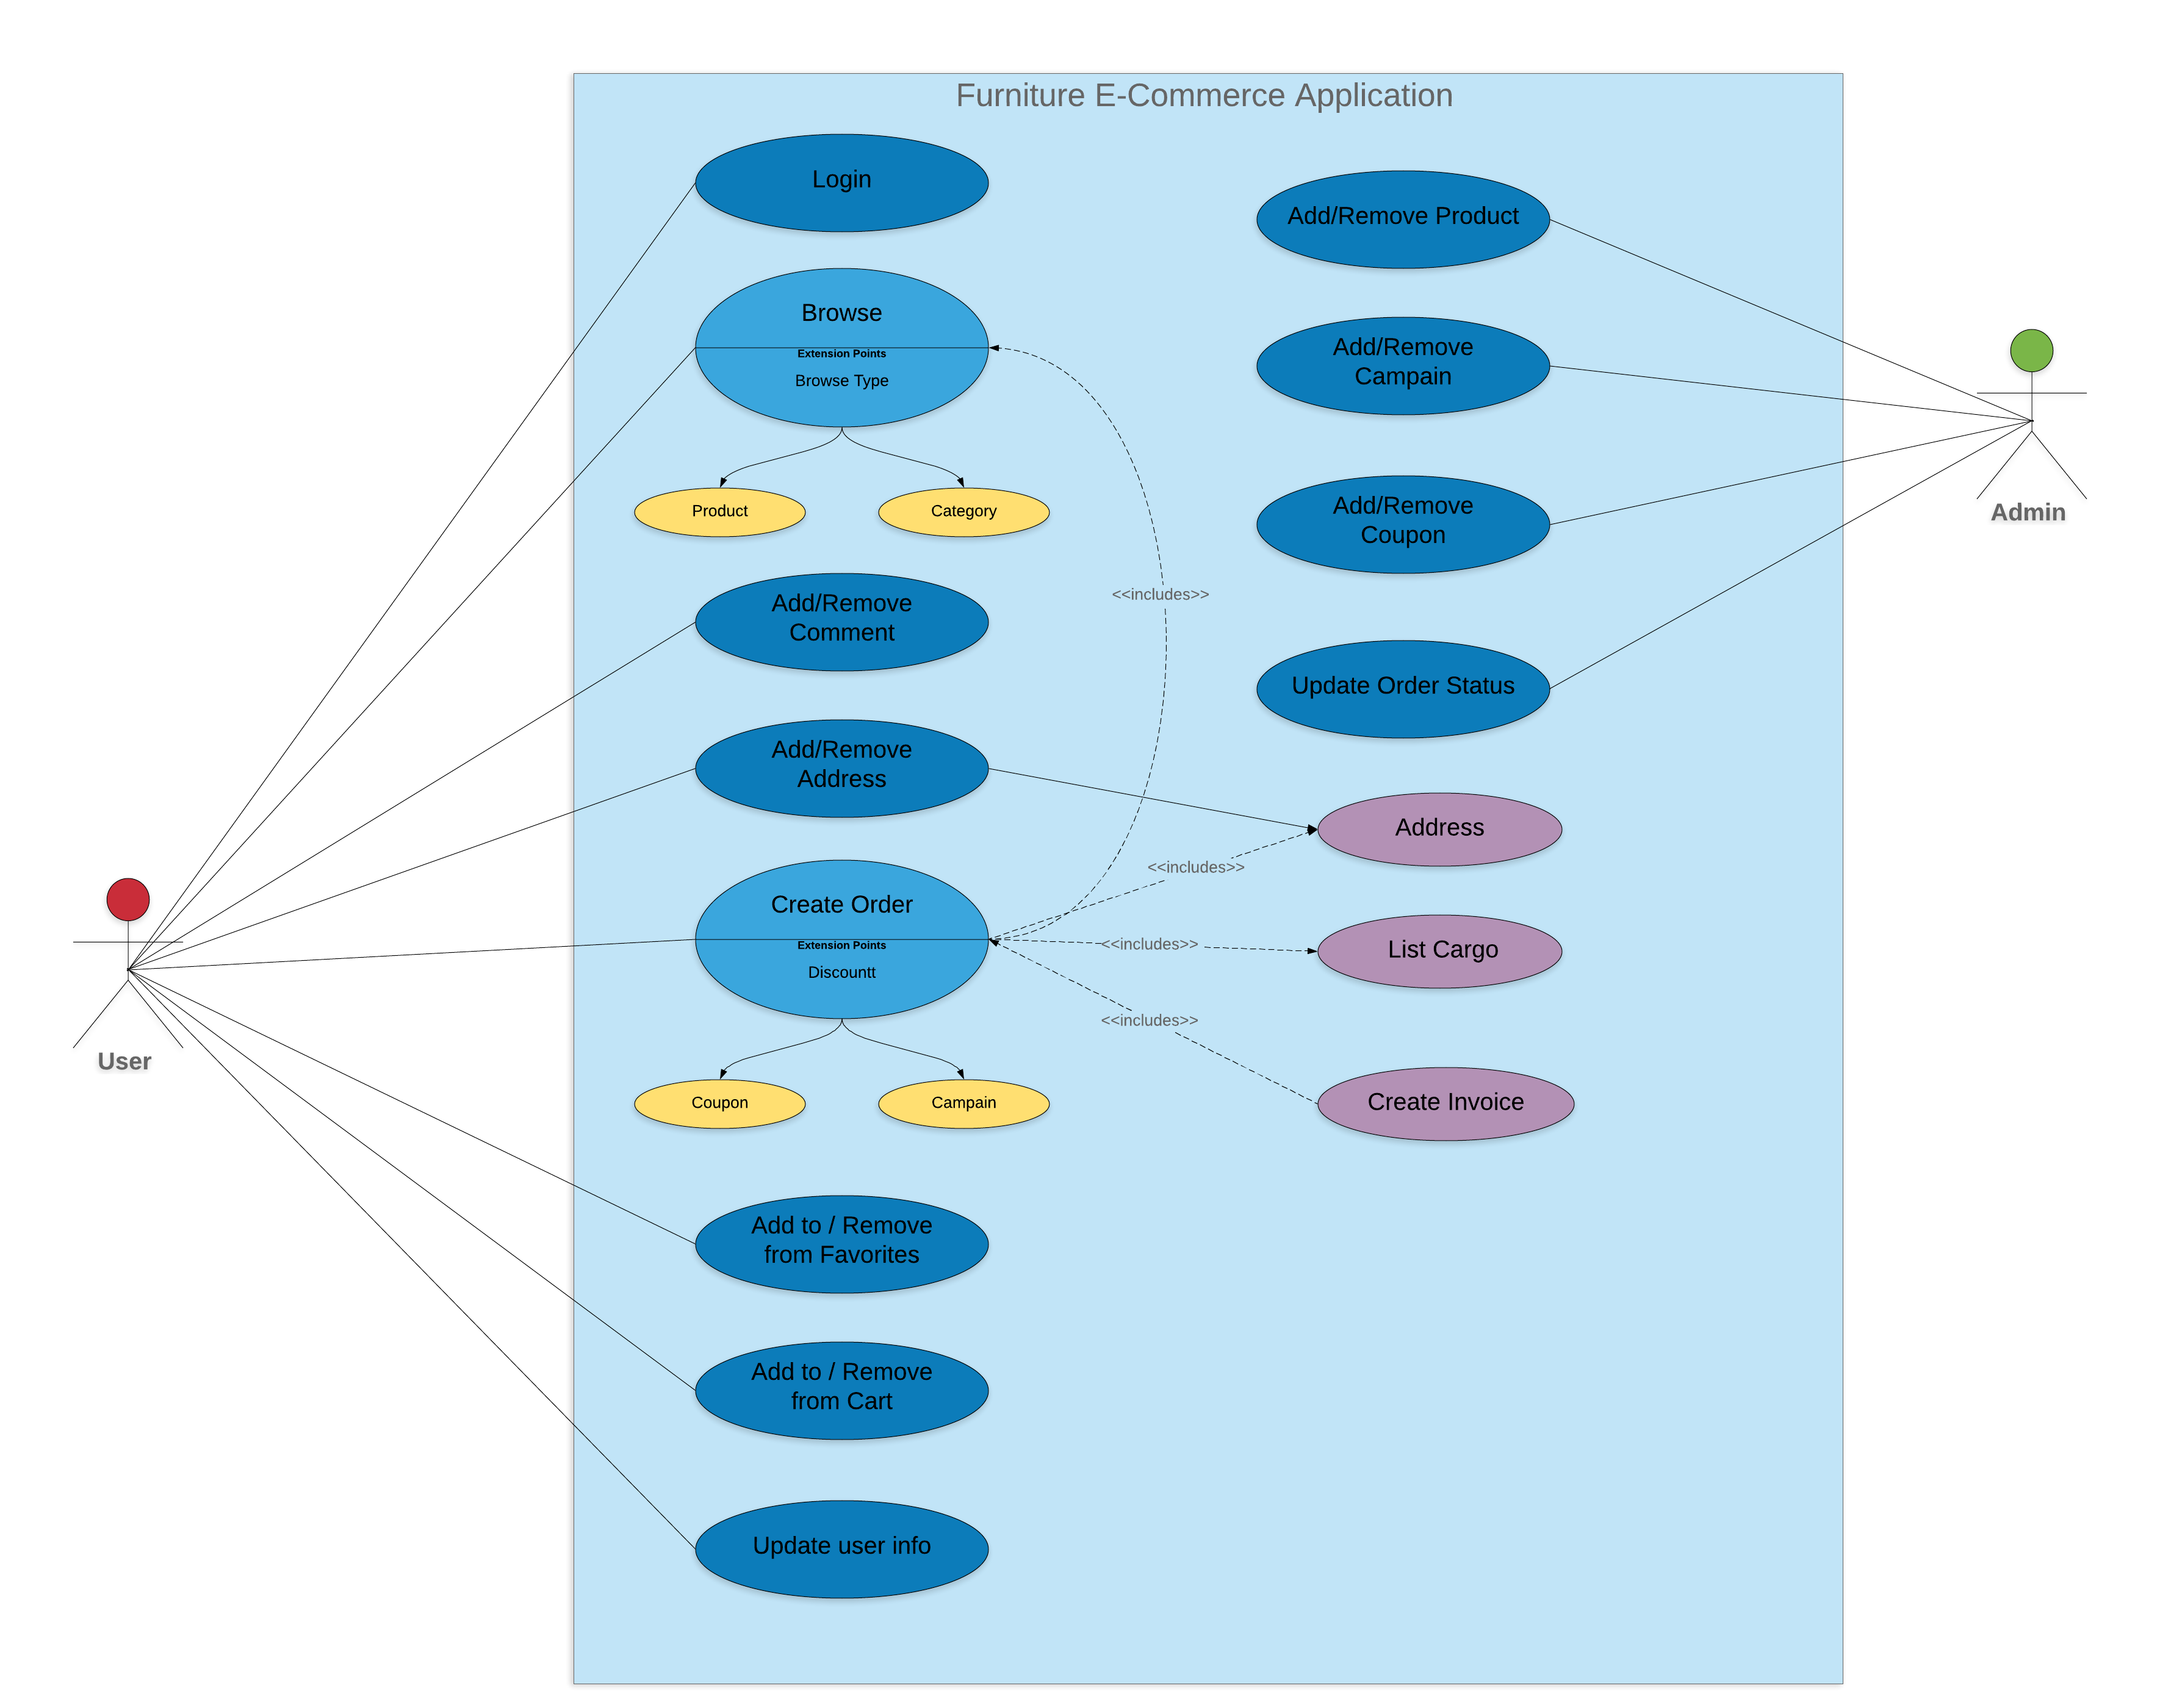 Furniture E-Commerce Application
Login
Browse
Extension Points
Browse Type
Product
Category
Add/Remove
Comment
Add/Remove
Address
Create Order
Extension Points
Discountt
Coupon
Campain
Add to / Remove
from Favorites
Add to / Remove
from Cart
Update user info
<<includes>>
<<includes>>
<<includes>>
<<includes>>
Add/Remove Product
Add/Remove
Campain
Add/Remove
Coupon
Update Order Status
Address
List Cargo
Create Invoice
User
Admin